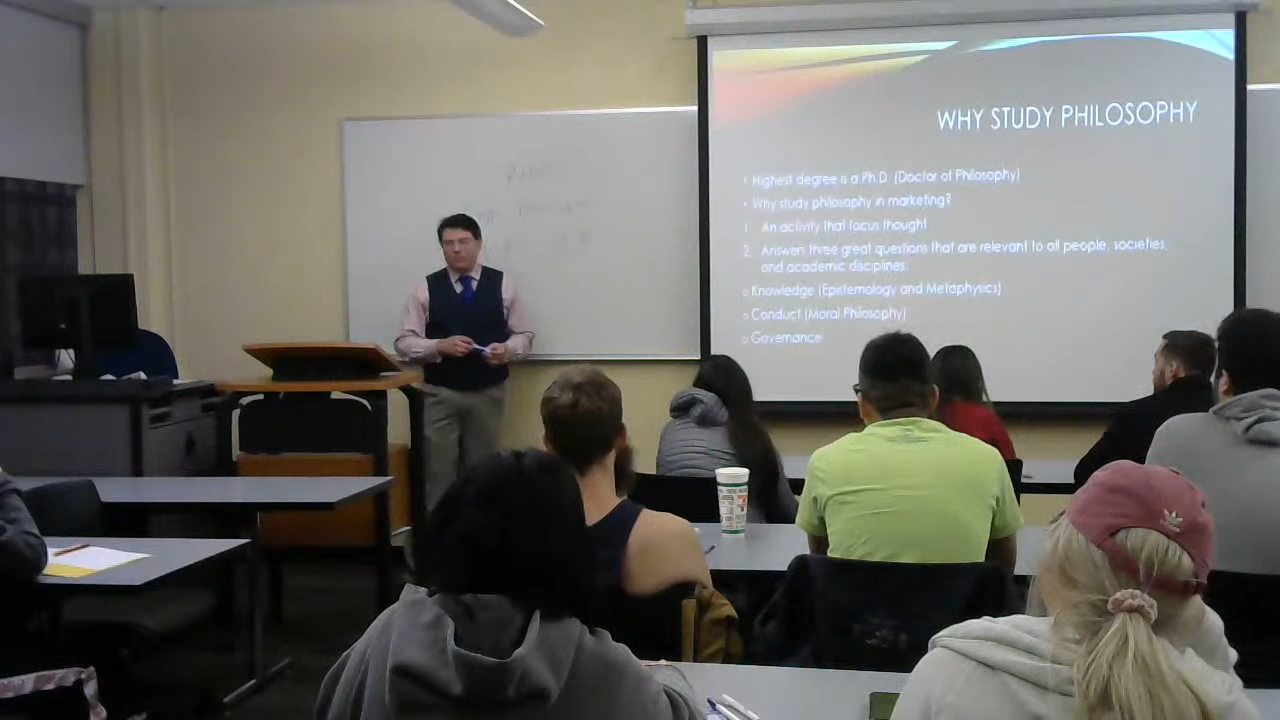 WHY STUDY PHILOSOPHY
• Highest degree is a Ph.D. (Doctor of Philosophy)
• Why study philosophy in marketing?
1. An activity that focus thought
2. Answers three great questions that are relevant to all people, societies,
and academic disciplines.
o Knowledge (Epistemology and Metaphysics)
o Conduct (Moral Philosophy)
o Governance